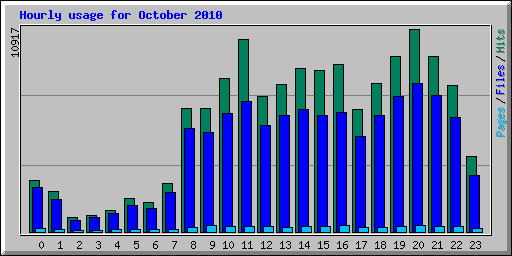 Hourly usage for October 2010
10917
Pages / Files / Hits
0 1 2 3 4 5 6 7 8 9 10 11 12 13 14 15 16 17 18 19 20 21 22 23